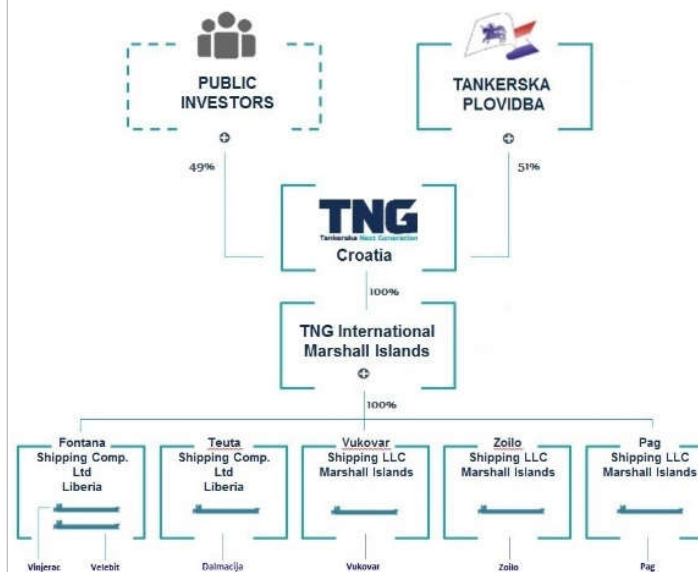 PUBLIC
INVESTORS
TANKERSKA
PLOVIDBA
49%
51%
TNG
Tankerska Next Generation
Croatia
100%
TNG International
Marshall Islands
100%
Fontana
Shipping Comp.
Ltd
Liberia
Teuta
Shipping Comp.
Ltd
Liberia
Vukovar
Shipping LLC
Marshall Islands
Zoilo
Shipping LLC
Marshall Islands
Pag
Shipping LLC
Marshall Islands
Vinjerac
Velebit
Dalmacija
Vukovar
Zoilo
Pag